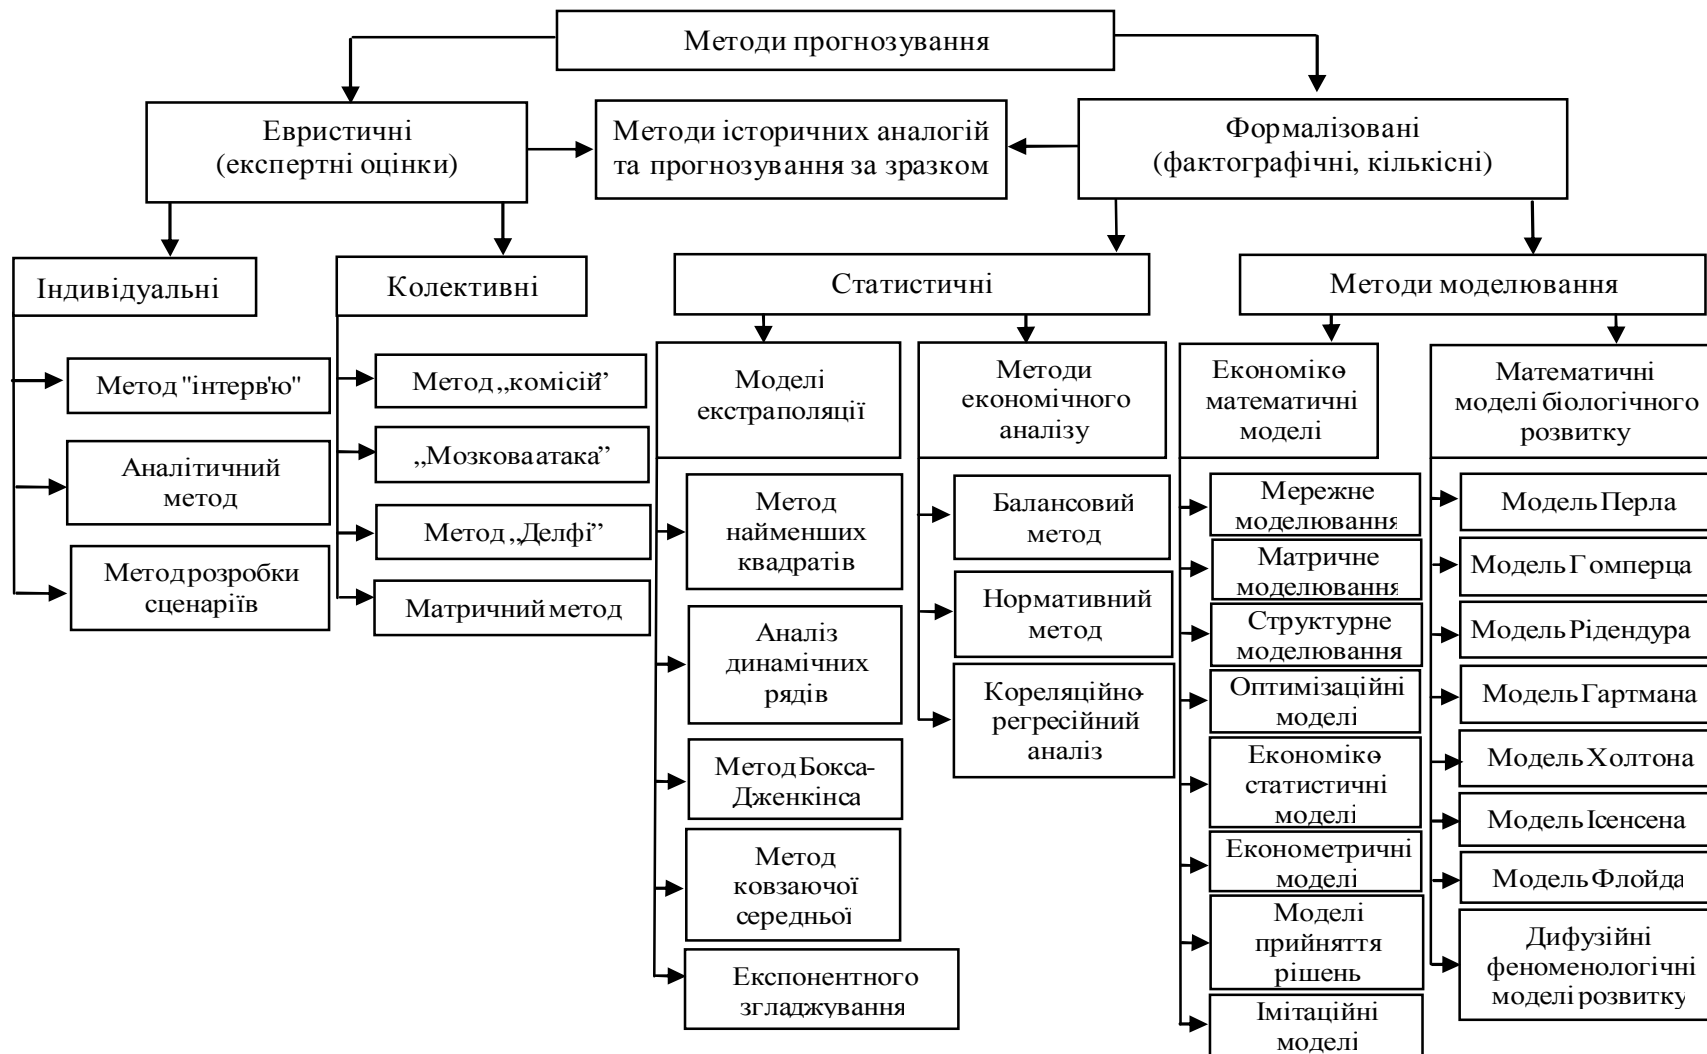 Методи прогнозування
Евристичні
(експертні оцінки)
Методи історичних аналогій
та прогнозування за зразком
Формалізовані
(фактографічні, кількісні)
Індивідуальні
Колективні
Статистичні
Методи моделювання
Метод "інтерв'ю"
Аналітичний
метод
Метод розробки
сценаріїв
Метод „комісій”
„Мозкова атака”
Метод „Делфі”
Матричний метод
Моделі
екстраполяції
Метод
найменших
квадратів
Аналіз
динамічних
рядів
Метод Бокса-
Дженкінса
Метод
ковзаючої
середньої
Експонентного
згладжування
Методи
економічного
аналізу
Балансовий
метод
Нормативний
метод
Кореляційно-
регресійний
аналіз
Економіко-
математичні
моделі
Мережне
моделювання
Матричне
моделювання
Структурне
моделювання
Оптимізаційні
моделі
Економіко-
статистичні
моделі
Економетричні
моделі
Моделі
прийняття
рішень
Імітаційні
моделі
Математичні
моделі біологічного
розвитку
Модель Перла
Модель Гомперца
Модель Рідендура
Модель Гартмана
Модель Холтона
Модель Ісенсена
Модель Флойда
Дифузійні
феноменологічні
моделі розвитку